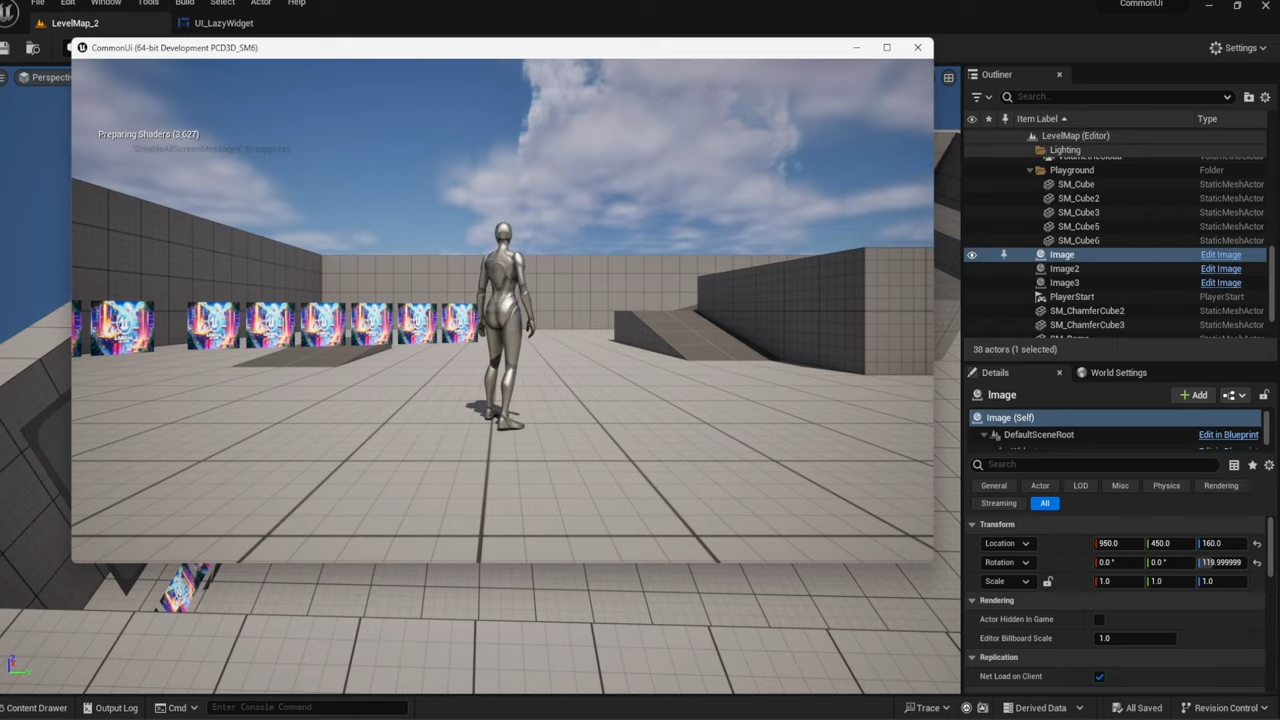 File Edit Window Tools Build Select Actor Help
CommonUi
LevelMap_2
UI_LazyWidget
Settings
CommonUi (64-bit Development PCD3D_SM6)
Perspectiv
Preparing Shaders (3,627)
'DisableAllScreenMessages' to suppress
Outliner
Search...
Item Label
Type
LevelMap (Editor)
Lighting
VolumetricCloud
Playground Folder
SM_Cube StaticMeshActor
SM_Cube2 StaticMeshActor
SM_Cube3 StaticMeshActor
SM_Cube5 StaticMeshActor
SM_Cube6 StaticMeshActor
Image Edit Image
Image2 Edit Image
Image3 Edit Image
PlayerStart PlayerStart
SM_ChamferCube2 StaticMeshActor
SM_ChamferCube3 StaticMeshActor
38 actors (1 selected)
Details
World Settings
Image
Add
Image (Self)
DefaultSceneRoot Edit in Blueprint
Search
General Actor LOD Misc Physics Rendering
Streaming All
Transform
Location 950.0 450.0 160.0
Rotation 0.0 ° 0.0 ° 119.999999
Scale 1.0 1.0 1.0
Rendering
Actor Hidden In Game
Editor Billboard Scale 1.0
Replication
Net Load on Client
Content Drawer Output Log Cmd Enter Console Command Trace Derived Data All Saved Revision Control